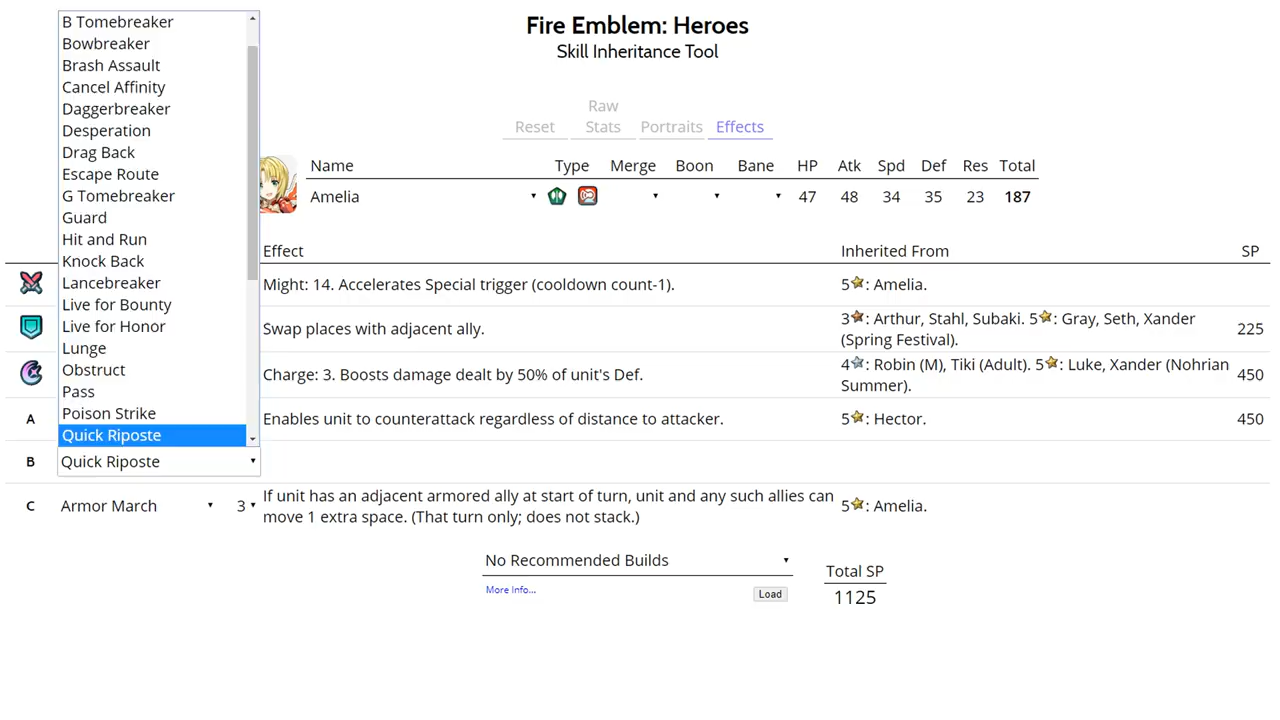 Fire Emblem: Heroes
Skill Inheritance Tool
Reset
Raw Stats
Portraits
Effects
Name Type Merge Boon Bane HP Atk Spd Def Res Total
Amelia 47 48 34 35 23 187
B Tomebreaker
Bowbreaker
Brash Assault
Cancel Affinity
Daggerbreaker
Desperation
Drag Back
Escape Route
G Tomebreaker
Guard
Hit and Run
Knock Back
Lancebreaker
Live for Bounty
Live for Honor
Lunge
Obstruct
Pass
Poison Strike
Quick Riposte
Effect Inherited From SP
Might: 14. Accelerates Special trigger (cooldown count-1). 5: Amelia.
Swap places with adjacent ally. 3: Arthur, Stahl, Subaki. 5: Gray, Seth, Xander
(Spring Festival). 225
Charge: 3. Boosts damage dealt by 50% of unit's Def. 4: Robin (M), Tiki (Adult). 5: Luke, Xander (Nohrian
Summer). 450
A Enables unit to counterattack regardless of distance to attacker. 5: Hector. 450
B Quick Riposte
C Armor March 3 If unit has an adjacent armored ally at start of turn, unit and any such allies can
move 1 extra space. (That turn only; does not stack.) 5: Amelia.
No Recommended Builds
More Info...
Load
Total SP
1125